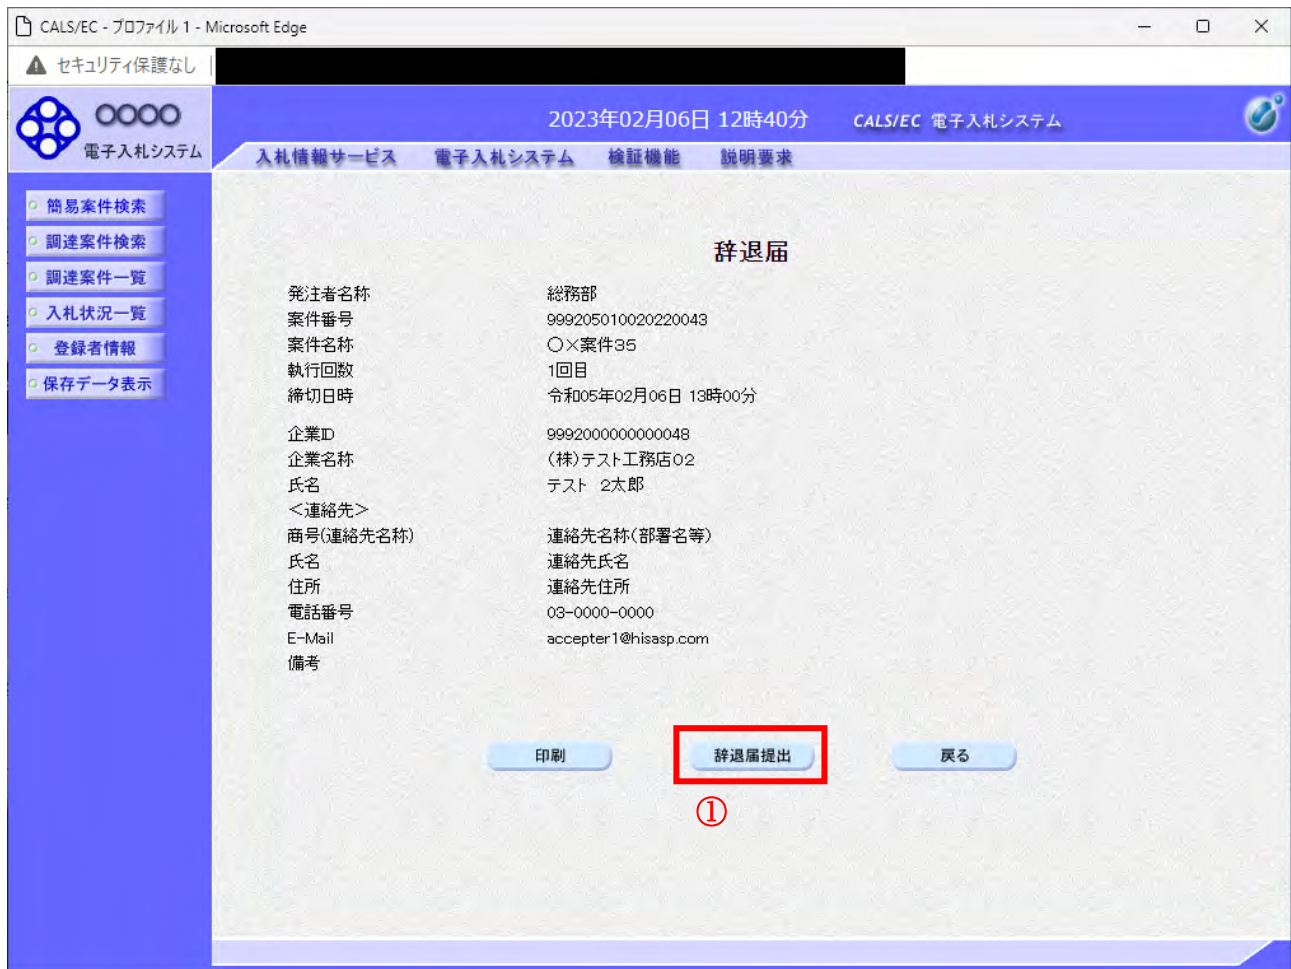 CALS/EC - プロファイル 1 - Microsoft Edge
セキュリティ保護なし
OOOO
電子入札システム
2023年02月06日 12時40分
CALS/EC 電子入札システム
入札情報サービス 電子入札システム 検証機能 説明要求
簡易案件検索
調達案件検索
調達案件一覧
入札状況一覧
登録者情報
保存データ表示
辞退届
発注者名称 総務部
案件番号 999205010020220043
案件名称 〇×案件35
執行回数 1回目
締切日時 令和05年02月06日 13時00分
企業ID 9992000000000048
企業名称 (株)テスト工務店02
氏名 テスト 2太郎
<連絡先>
商号(連絡先名称) 連絡先名称(部署名等)
氏名 連絡先氏名
住所 連絡先住所
電話番号 03-0000-0000
E-Mail accepter1@hisasp.com
備考
印刷 辞退届提出 戻る
①